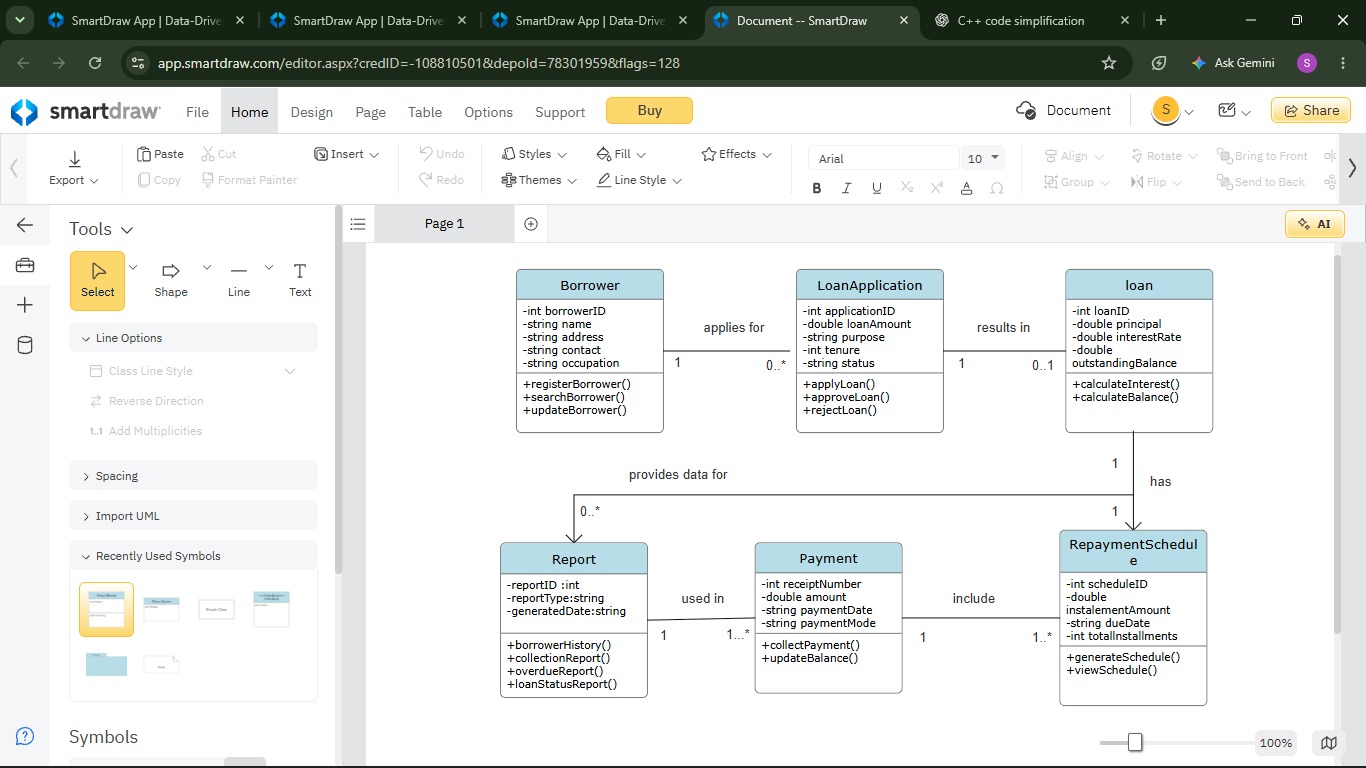 SmartDraw App | Data-Drive
SmartDraw App | Data-Drive
SmartDraw App | Data-Drive
Document -- SmartDraw
C++ code simplification
app.smartdraw.com/editor.aspx?credID=-108810501&depoId=78301959&flags=128
Ask Gemini
S
smartdraw
File
Home
Design
Page
Table
Options
Support
Buy
Document
S
Share
Export
Paste
Cut
Copy
Format Painter
Insert
Undo
Redo
Styles
Fill
Effects
Themes
Line Style
Arial
10
B
I
U
X₂
X²
A
Ω
Align
Rotate
Bring to Front
Group
Flip
Send to Back
Tools
Page 1
AI
Select
Shape
Line
Text
Line Options
Class Line Style
Reverse Direction
1..1 Add Multiplicities
Spacing
Import UML
Recently Used Symbols
Symbols
Borrower
-int borrowerID
-string name
-string address
-string contact
-string occupation
+registerBorrower()
+searchBorrower()
+updateBorrower()
applies for
1
0..*
LoanApplication
-int applicationID
-double loanAmount
-string purpose
-int tenure
-string status
+applyLoan()
+approveLoan()
+rejectLoan()
results in
1
0..1
loan
-int loanID
-double principal
-double interestRate
-double
outstandingBalance
+calculateInterest()
+calculateBalance()
1
has
1
provides data for
0..*
Report
-reportID :int
-reportType:string
-generatedDate:string
+borrowerHistory()
+collectionReport()
+overdueReport()
+loanStatusReport()
used in
1
1...*
Payment
-int receiptNumber
-double amount
-string paymentDate
-string paymentMode
+collectPayment()
+updateBalance()
include
1
1..*
RepaymentSchedul
e
-int scheduleID
-double
instalementAmount
-string dueDate
-int totalInstallments
+generateSchedule()
+viewSchedule()
100%